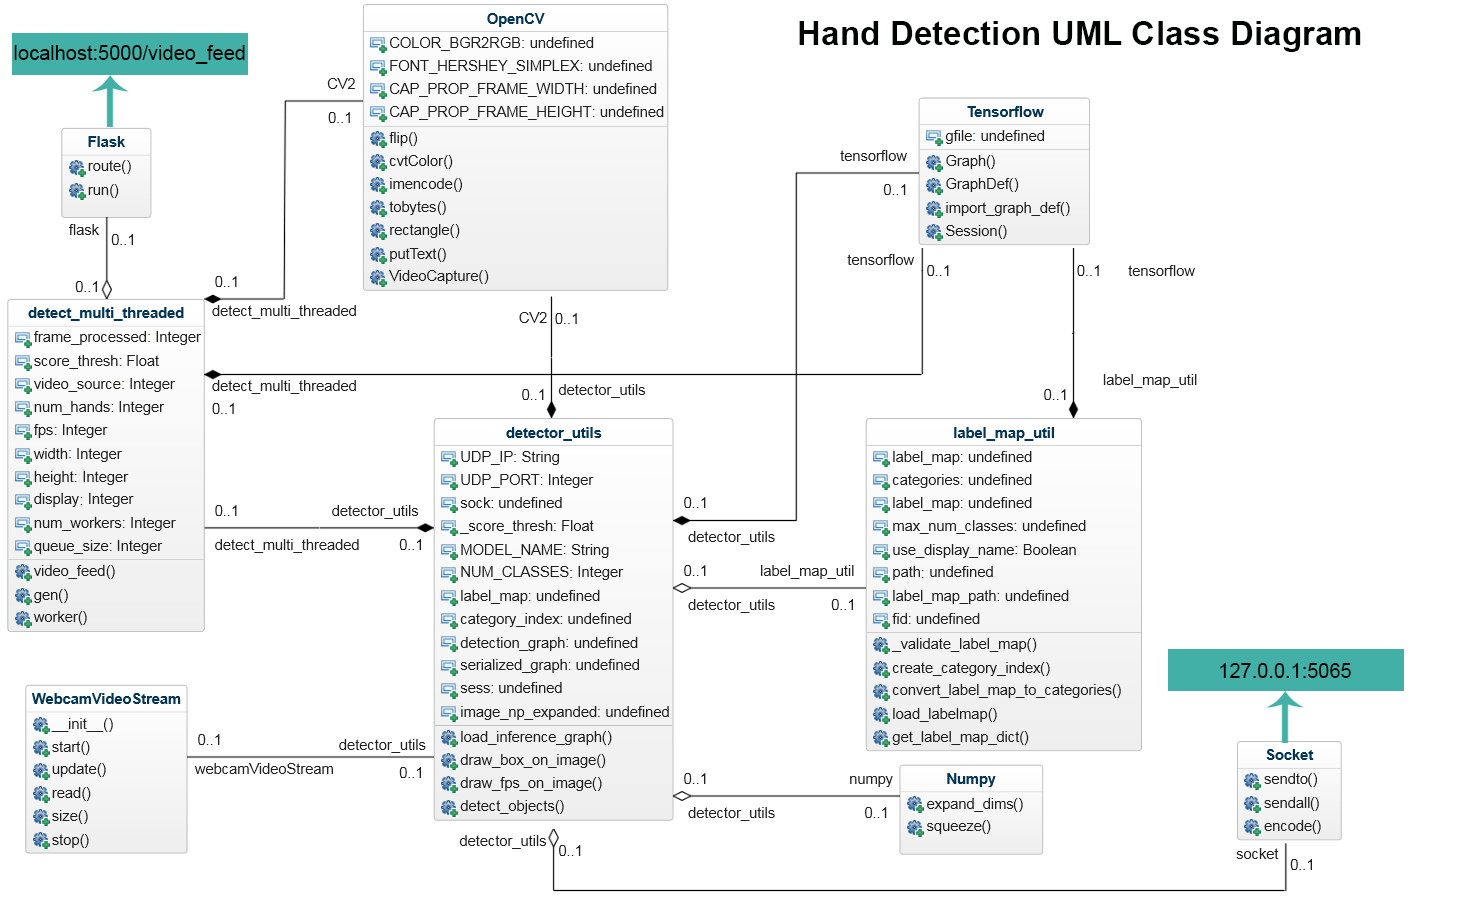 Hand Detection UML Class Diagram
localhost:5000/video_feed
Flask
route()
run()
flask
0..1
0..1
OpenCV
COLOR_BGR2RGB: undefined
FONT_HERSHEY_SIMPLEX: undefined
CAP_PROP_FRAME_WIDTH: undefined
CAP_PROP_FRAME_HEIGHT: undefined
flip()
cvtColor()
imencode()
tobytes()
rectangle()
putText()
VideoCapture()
CV2
0..1
0..1
detect_multi_threaded
CV2
0..1
0..1
detector_utils
Tensorflow
gfile: undefined
Graph()
GraphDef()
import_graph_def()
Session()
tensorflow
0..1
tensorflow
0..1
0..1
tensorflow
label_map_util
0..1
detect_multi_threaded
frame_processed: Integer
score_thresh: Float
video_source: Integer
num_hands: Integer
fps: Integer
width: Integer
height: Integer
display: Integer
num_workers: Integer
queue_size: Integer
video_feed()
gen()
worker()
detect_multi_threaded
0..1
0..1
detector_utils
detect_multi_threaded
0..1
detector_utils
UDP_IP: String
UDP_PORT: Integer
sock: undefined
_score_thresh: Float
MODEL_NAME: String
NUM_CLASSES: Integer
label_map: undefined
category_index: undefined
detection_graph: undefined
serialized_graph: undefined
sess: undefined
image_np_expanded: undefined
load_inference_graph()
draw_box_on_image()
draw_fps_on_image()
detect_objects()
0..1
detector_utils
0..1
label_map_util
detector_utils
0..1
label_map_util
label_map: undefined
categories: undefined
label_map: undefined
max_num_classes: undefined
use_display_name: Boolean
path: undefined
label_map_path: undefined
fid: undefined
_validate_label_map()
create_category_index()
convert_label_map_to_categories()
load_labelmap()
get_label_map_dict()
WebcamVideoStream
__init__()
start()
update()
read()
size()
stop()
0..1
detector_utils
webcamVideoStream
0..1
0..1
numpy
detector_utils
0..1
Numpy
expand_dims()
squeeze()
127.0.0.1:5065
Socket
sendto()
sendall()
encode()
detector_utils
0..1
socket
0..1